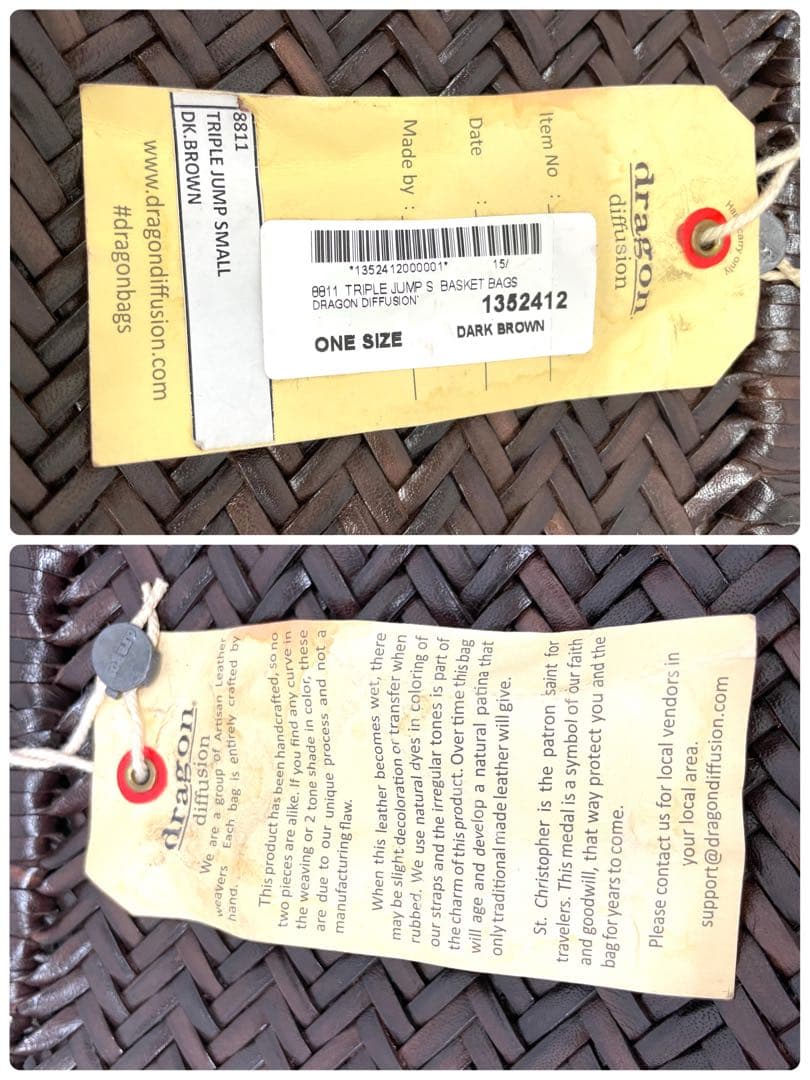 Hand carry only
dragon
diffusion
Item No :
Date :
Made by :
*1352412000001* 15/
8811 TRIPLE JUMP S BASKET BAGS
DRAGON DIFFUSION
1352412
ONE SIZE
DARK BROWN
8811
TRIPLE JUMP SMALL
DK.BROWN
www.dragondiffusion.com
#dragonbags
dragon
diffusion
We are a group of Artisan Leather
weavers. Each bag is entirely crafted by
hand.
This product has been handcrafted, so no
two pieces are alike. If you find any curve in
the weaving or 2 tone shade in color, these
are due to our unique process and not a
manufacturing flaw.
When this leather becomes wet, there
may be slight decoloration or transfer when
rubbed. We use natural dyes in coloring of
our straps and the irregular tones is part of
the charm of this product. Over time this bag
will age and develop a natural patina that
only traditional made leather will give.
St. Christopher is the patron saint for
travelers. This medal is a symbol of our faith
and goodwill, that way protect you and the
bag for years to come.
Please contact us for local vendors in
your local area.
support@dragondiffusion.com